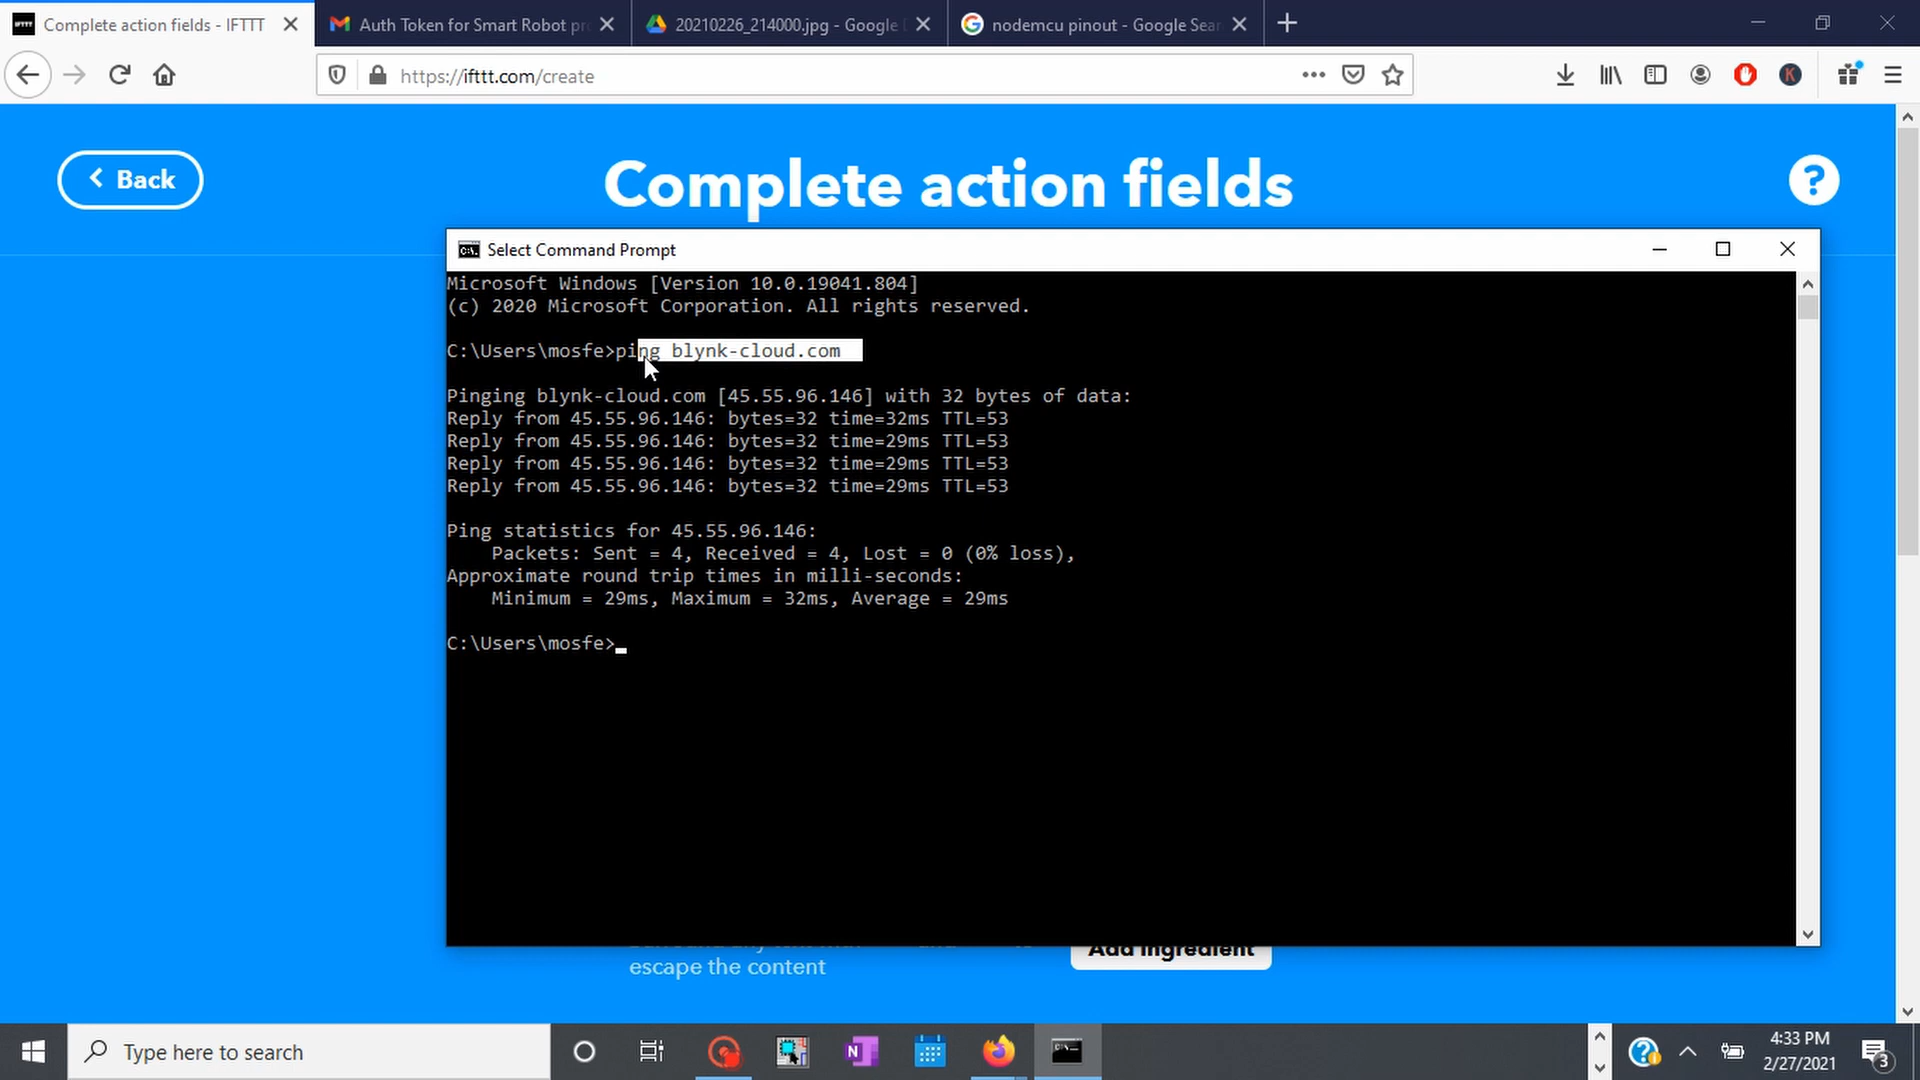 Complete action fields - IFTTT
Auth Token for Smart Robot pr
20210226_214000.jpg - Google
nodemcu pinout - Google Sear
https://ifttt.com/create
K
Back
Complete action fields
?
Select Command Prompt
Microsoft Windows [Version 10.0.19041.804]
(c) 2020 Microsoft Corporation. All rights reserved.
C:\Users\mosfe>ping blynk-cloud.com
Pinging blynk-cloud.com [45.55.96.146] with 32 bytes of data:
Reply from 45.55.96.146: bytes=32 time=32ms TTL=53
Reply from 45.55.96.146: bytes=32 time=29ms TTL=53
Reply from 45.55.96.146: bytes=32 time=29ms TTL=53
Reply from 45.55.96.146: bytes=32 time=29ms TTL=53
Ping statistics for 45.55.96.146:
Packets: Sent = 4, Received = 4, Lost = 0 (0% loss),
Approximate round trip times in milli-seconds:
Minimum = 29ms, Maximum = 32ms, Average = 29ms
C:\Users\mosfe>
Add ingredient
escape the content
Type here to search
N
4:33 PM
2/27/2021
3